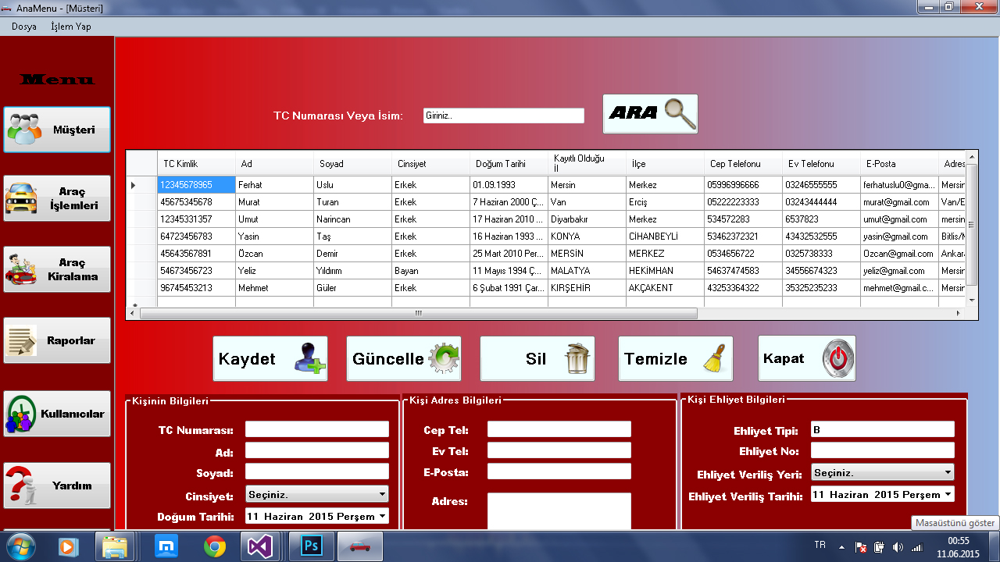 AnaMenu - [Müsteri]
Dosya İşlem Yap
Menu
Müşteri
Araç
İşlemleri
Araç
Kiralama
Raporlar
Kullanıcılar
Yardım
TC Numarası Veya İsim: Giriniz.. ARA
TC Kimlik Ad Soyad Cinsiyet Doğum Tarihi Kayıtlı Olduğu İl İlçe Cep Telefonu Ev Telefonu E-Posta Adres
12345678965 Ferhat Uslu Erkek 01.09.1993 Mersin Merkez 05396996566 03246555555 ferhatuslu0@gma... Mersin
45675345678 Murat Turan Erkek 7 Haziran 2000 Ç... Van Erciş 05222223333 03243444444 murat@gmail.com Van/E
12345331357 Umut Narincan Erkek 17 Haziran 2010 ... Diyarbakır Merkez 534572283 6537823 umut@gmail.com mersin
64723456783 Yasin Taş Erkek 16 Haziran 1993 ... KONYA CİHANBEYLİ 53462372321 43432532555 yasin@gmail.com Bitlis/
45643567891 Özcan Demir Erkek 25 Mart 2010 Per... MERSİN MERKEZ 0534656722 0325738333 Ozcan@gmail.com Ankar
54673456723 Yeliz Yıldırım Bayan 11 Mayıs 1994 Ç... MALATYA HEKİMHAN 54637474583 34556674323 yeliz@gmail.com Mersin
96745453213 Mehmet Güler Erkek 6 Şubat 1991 Çar... KIRŞEHİR AKÇAKENT 43253364322 35325235233 mehmet@gmail.c... Mersin
Kaydet Güncelle Sil Temizle Kapat
Kişinin Bilgileri
TC Numarası:
Ad:
Soyad:
Cinsiyet: Seçiniz.
Doğum Tarihi: 11 Haziran 2015 Perşem
Kişi Adres Bilgileri
Cep Tel:
Ev Tel:
E-Posta:
Adres:
Kişi Ehliyet Bilgileri
Ehliyet Tipi: B
Ehliyet No:
Ehliyet Veriliş Yeri: Seçiniz.
Ehliyet Veriliş Tarihi: 11 Haziran 2015 Perşem
Masaüstünü göster
Ps
TR
00:55
11.06.2015